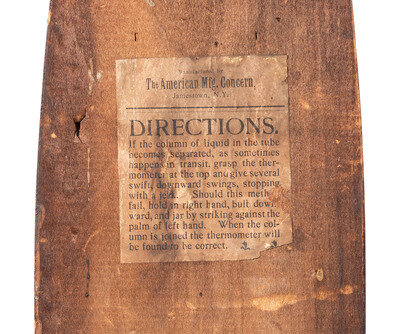 Manufactured by
The American Mfg. Concern,
Jamestown, N.Y.
DIRECTIONS.
If the column of liquid in the tube
becomes separated, as sometimes
happens in transit, grasp the ther-
mometer at the top and give several
swift, downward swings, stopping
with a jerk. Should this meth
fail, hold in right hand, bulb down
ward, and jar by striking against the
palm of left hand. When the col-
umn is joined the thermometer will
be found to be correct.